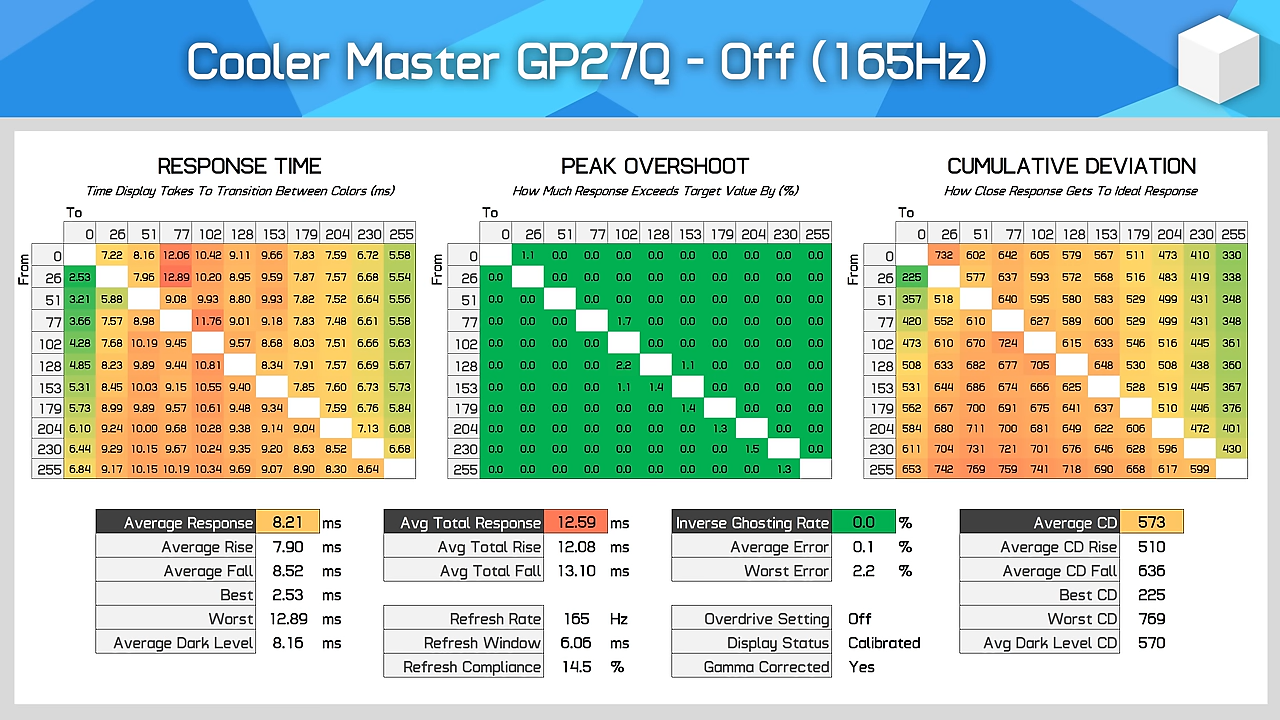 Cooler Master GP27Q - Off (165Hz)
RESPONSE TIME
Time Display Takes To Transition Between Colors (ms)
To
From
0 26 51 77 102 128 153 179 204 230 255
0 7.22 8.16 12.06 10.42 9.11 9.66 7.83 7.59 6.72 5.58
26 2.53 7.96 12.89 10.20 8.95 9.59 7.87 7.57 6.68 5.54
51 3.21 5.88 9.08 9.93 8.80 9.93 7.82 7.52 6.64 5.56
77 3.66 7.57 8.98 11.76 9.01 9.18 7.83 7.48 6.61 5.58
102 4.28 7.68 10.19 9.45 9.57 8.68 8.03 7.51 6.66 5.63
128 4.85 8.23 9.89 9.44 10.81 8.34 7.91 7.57 6.69 5.67
153 5.31 8.45 10.03 9.15 10.55 9.40 7.85 7.60 6.73 5.73
179 5.73 8.99 9.89 9.57 10.61 9.48 9.34 7.59 6.76 5.84
204 6.10 9.24 10.00 9.68 10.28 9.38 9.14 9.04 7.13 6.08
230 6.44 9.29 10.15 9.67 10.24 9.35 9.20 8.63 8.52 6.68
255 6.84 9.17 10.15 10.19 10.34 9.69 9.07 8.90 8.30 8.64
PEAK OVERSHOOT
How Much Response Exceeds Target Value By (%)
To
From
0 26 51 77 102 128 153 179 204 230 255
0 1.1 0.0 0.0 0.0 0.0 0.0 0.0 0.0 0.0 0.0
26 0.0 0.0 0.0 0.0 0.0 0.0 0.0 0.0 0.0 0.0
51 0.0 0.0 0.0 0.0 0.0 0.0 0.0 0.0 0.0 0.0
77 0.0 0.0 0.0 1.7 0.0 0.0 0.0 0.0 0.0 0.0
102 0.0 0.0 0.0 0.0 0.0 0.0 0.0 0.0 0.0 0.0
128 0.0 0.0 0.0 0.0 2.2 1.1 0.0 0.0 0.0 0.0
153 0.0 0.0 0.0 0.0 1.1 1.4 0.0 0.0 0.0 0.0
179 0.0 0.0 0.0 0.0 0.0 0.0 1.4 0.0 0.0 0.0
204 0.0 0.0 0.0 0.0 0.0 0.0 0.0 1.3 0.0 0.0
230 0.0 0.0 0.0 0.0 0.0 0.0 0.0 0.0 1.5 0.0
255 0.0 0.0 0.0 0.0 0.0 0.0 0.0 0.0 0.0 1.3
CUMULATIVE DEVIATION
How Close Response Gets To Ideal Response
To
From
0 26 51 77 102 128 153 179 204 230 255
0 732 602 642 605 579 567 511 473 410 330
26 225 577 637 593 572 568 516 483 419 338
51 357 518 640 595 580 583 529 499 431 348
77 420 552 610 627 589 600 529 499 431 348
102 473 610 670 724 615 633 546 516 445 361
128 508 633 682 677 705 648 530 508 438 360
153 531 644 686 674 666 625 528 519 445 367
179 562 667 700 691 675 641 637 510 446 376
204 584 680 711 700 681 649 622 606 472 401
230 611 704 731 721 701 676 646 628 596 430
255 653 742 769 759 741 718 690 668 617 599
Average Response 8.21 ms
Average Rise 7.90 ms
Average Fall 8.52 ms
Best 2.53 ms
Worst 12.89 ms
Average Dark Level 8.16 ms
Avg Total Response 12.59 ms
Avg Total Rise 12.08 ms
Avg Total Fall 13.10 ms
Refresh Rate 165 Hz
Refresh Window 6.06 ms
Refresh Compliance 14.5 %
Inverse Ghosting Rate 0.0 %
Average Error 0.1 %
Worst Error 2.2 %
Overdrive Setting Off
Display Status Calibrated
Gamma Corrected Yes
Average CD 573
Average CD Rise 510
Average CD Fall 636
Best CD 225
Worst CD 769
Avg Dark Level CD 570